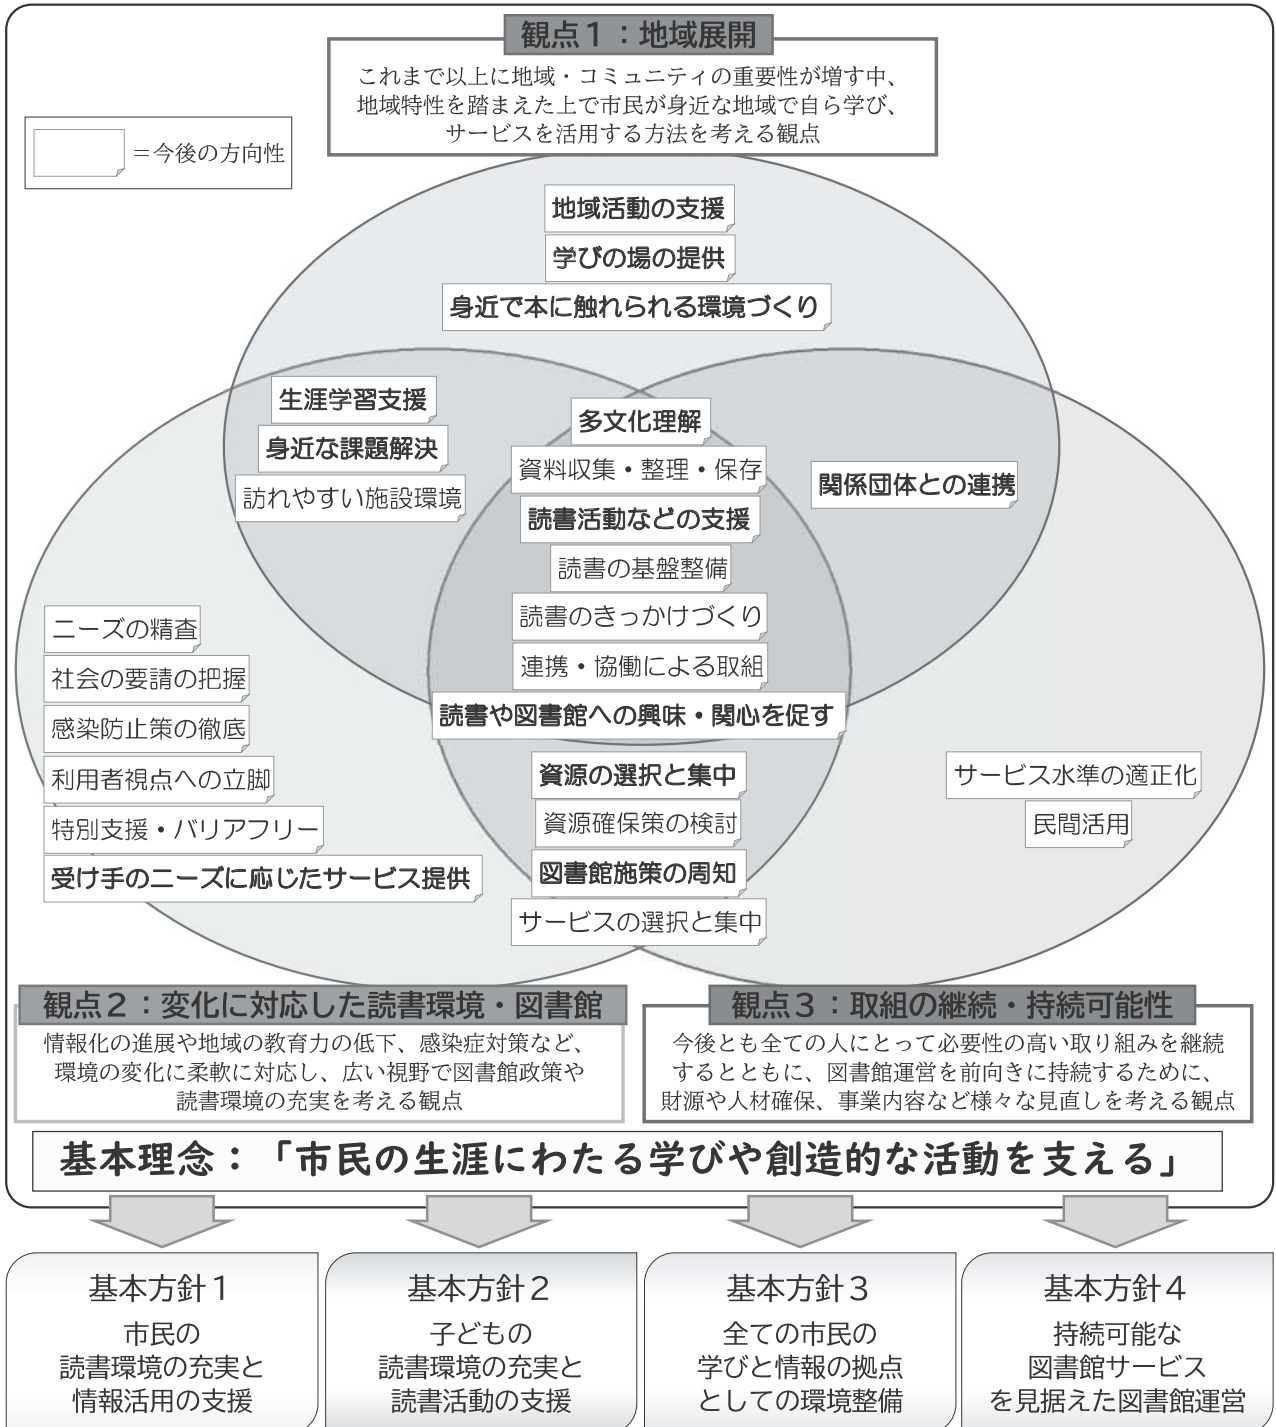 観点１：地域展開
これまで以上に地域・コミュニティの重要性が増す中、
地域特性を踏まえた上で市民が身近な地域で自ら学び、
サービスを活用する方法を考える観点
＝今後の方向性
地域活動の支援
学びの場の提供
身近で本に触れられる環境づくり
生涯学習支援
身近な課題解決
訪れやすい施設環境
多文化理解
資料収集・整理・保存
読書活動などの支援
読書の基盤整備
読書のきっかけづくり
連携・協働による取組
読書や図書館への興味・関心を促す
関係団体との連携
ニーズの精査
社会の要請の把握
感染防止策の徹底
利用者視点への立脚
特別支援・バリアフリー
受け手のニーズに応じたサービス提供
資源の選択と集中
資源確保策の検討
図書館施策の周知
サービスの選択と集中
サービス水準の適正化
民間活用
観点２：変化に対応した読書環境・図書館
情報化の進展や地域の教育力の低下、感染症対策など、
環境の変化に柔軟に対応し、広い視野で図書館政策や
読書環境の充実を考える観点
観点３：取組の継続・持続可能性
今後とも全ての人にとって必要性の高い取り組みを継続
するとともに、図書館運営を前向きに持続するために、
財源や人材確保、事業内容など様々な見直しを考える観点
基本理念：「市民の生涯にわたる学びや創造的な活動を支える」
基本方針１
市民の
読書環境の充実と
情報活用の支援
基本方針２
子どもの
読書環境の充実と
読書活動の支援
基本方針３
全ての市民の
学びと情報の拠点
としての環境整備
基本方針４
持続可能な
図書館サービス
を見据えた図書館運営